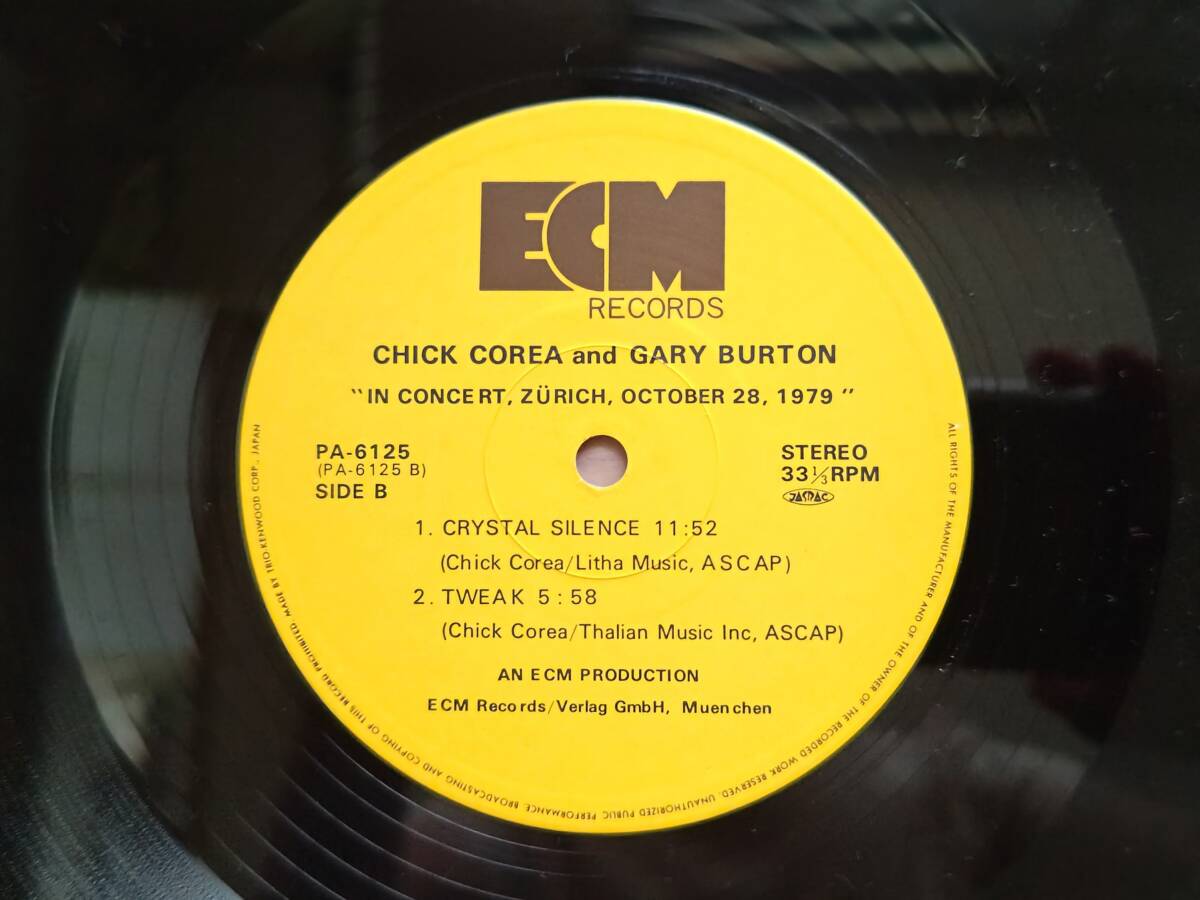 ECM
RECORDS
CHICK COREA and GARY BURTON
"IN CONCERT, ZÜRICH, OCTOBER 28, 1979"
PA-6125
(PA-6125 B)
SIDE B
STEREO
33 1/3 RPM
JASRAC
1. CRYSTAL SILENCE 11:52
(Chick Corea/Litha Music, ASCAP)
2. TWEAK 5:58
(Chick Corea/Thalian Music Inc, ASCAP)
AN ECM PRODUCTION
ECM Records/Verlag GmbH, Muenchen
ALL RIGHTS OF THE MANUFACTURER AND OF THE OWNER OF THE RECORDED WORK RESERVED. UNAUTHORIZED PUBLIC PERFORMANCE, BROADCASTING AND COPYING OF THIS RECORD PROHIBITED. MADE BY TRIO-KENWOOD CORP., JAPAN